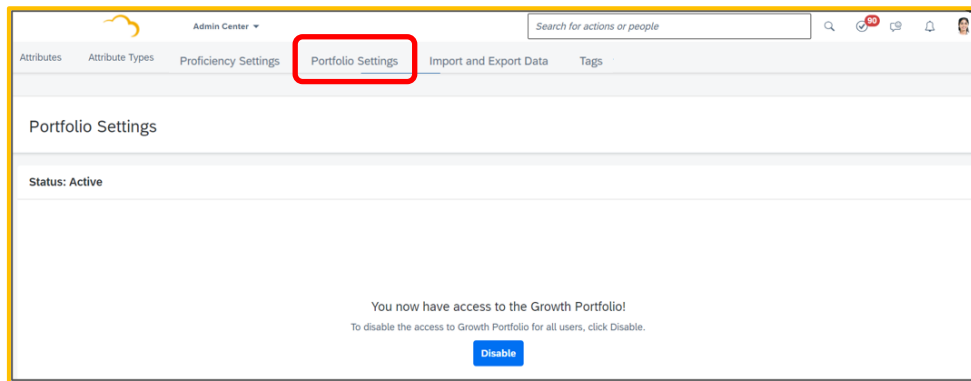 Admin Center
Search for actions or people
90
Attributes Attribute Types Proficiency Settings Portfolio Settings Import and Export Data Tags
Portfolio Settings
Status: Active
You now have access to the Growth Portfolio!
To disable the access to Growth Portfolio for all users, click Disable.
Disable